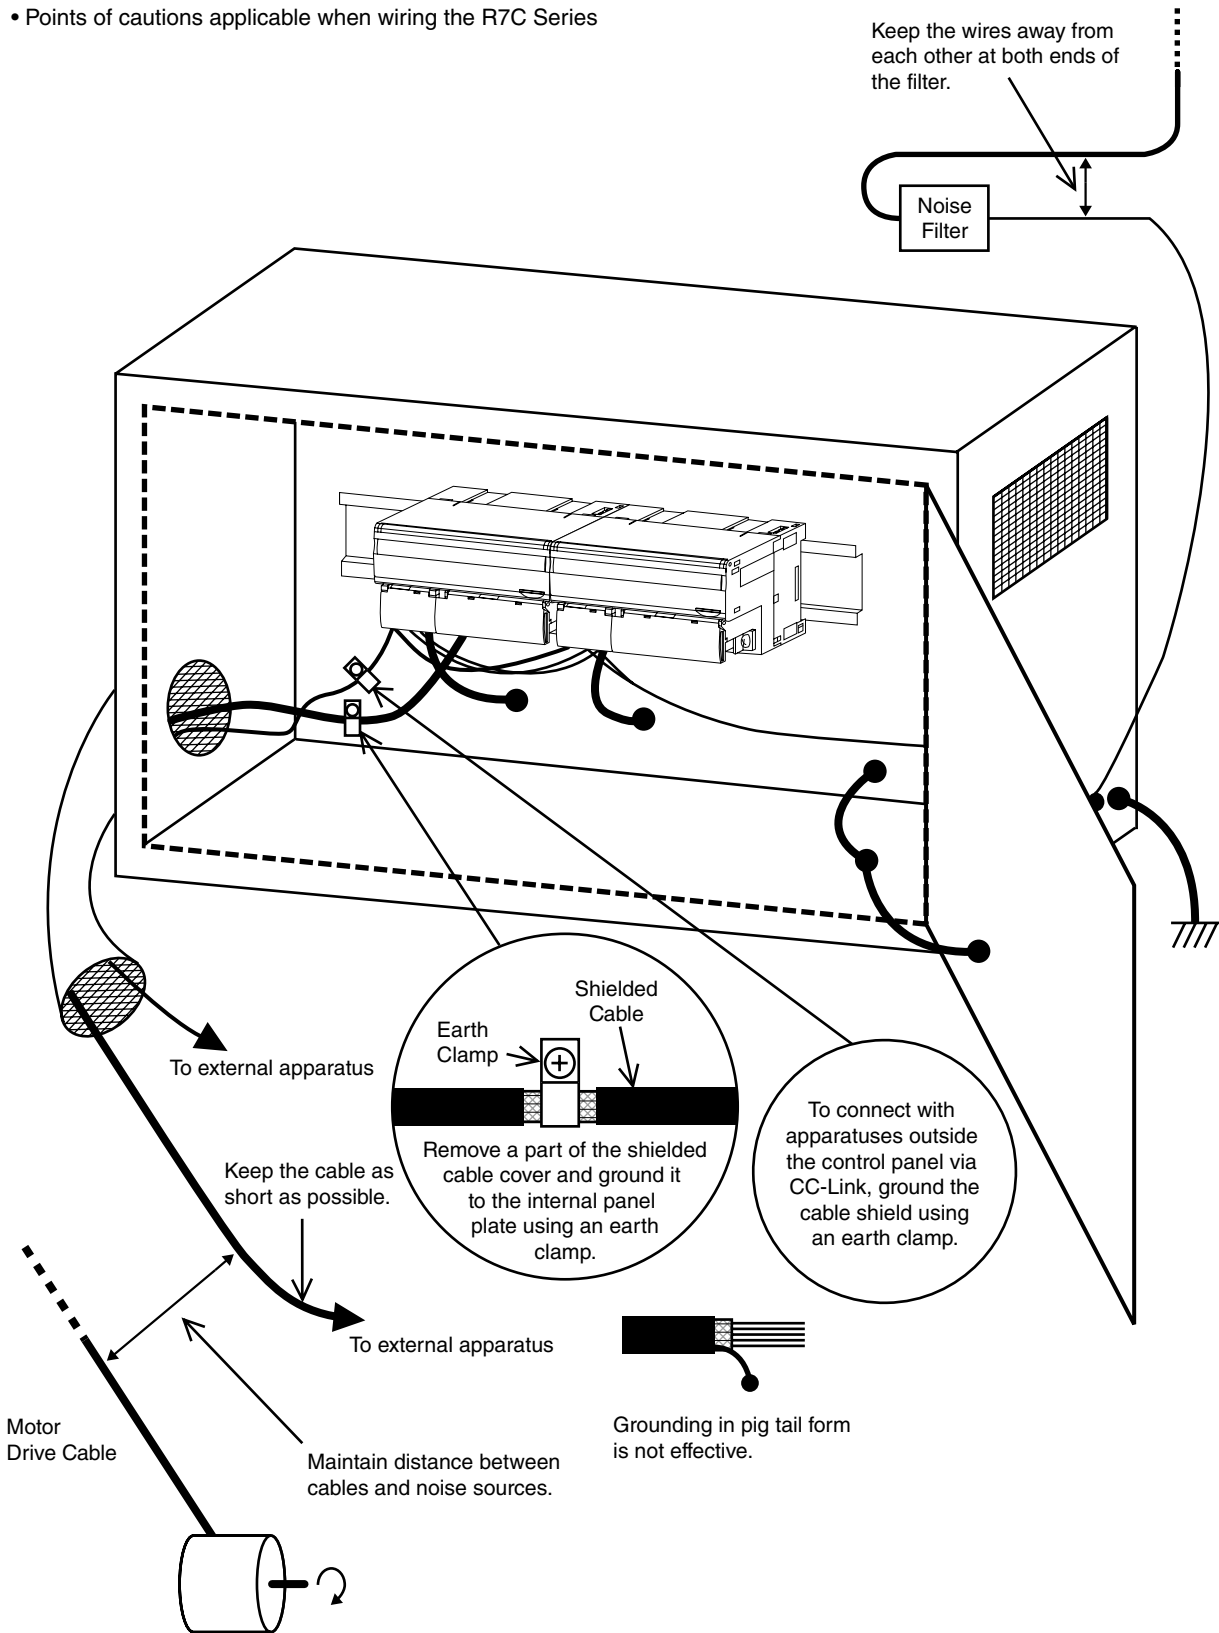 • Points of cautions applicable when wiring the R7C Series
Keep the wires away from
each other at both ends of
the filter.
Noise
Filter
Shielded
Cable
Earth
Clamp
Remove a part of the shielded
cable cover and ground it
to the internal panel
plate using an earth
clamp.
To connect with
apparatuses outside
the control panel via
CC-Link, ground the
cable shield using
an earth clamp.
To external apparatus
Keep the cable as
short as possible.
To external apparatus
Grounding in pig tail form
is not effective.
Motor
Drive Cable
Maintain distance between
cables and noise sources.